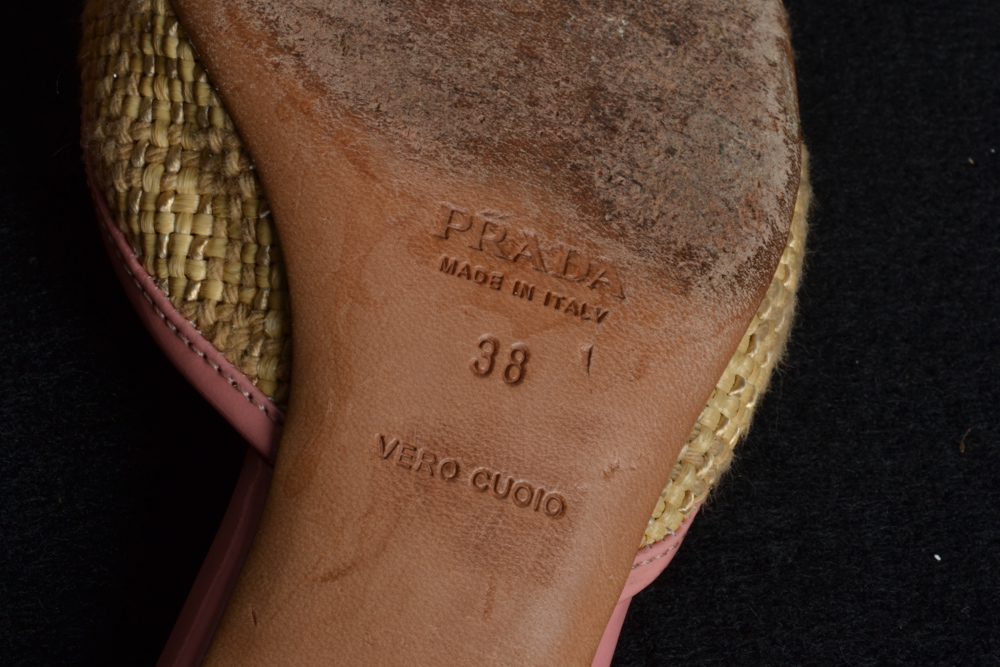 PRADA
MADE IN ITALY
38 1
VERO CUOIO